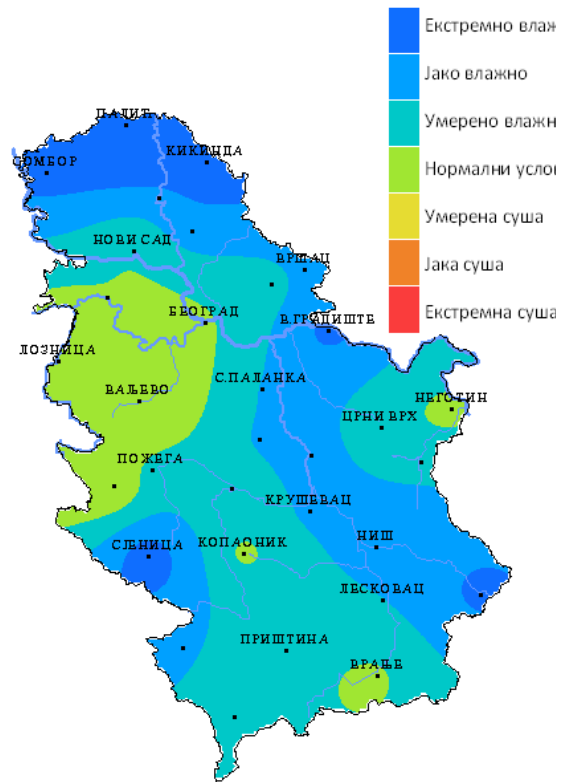 Екстремно влаж
Јако влажно
Умерено влажн
Нормални усло
Умерена суша
Јака суша
Екстремна суша
ПАЛИЋ
СОМБОР
КИКИНДА
НОВИ САД
ВРШАЦ
БЕОГРАД
В.ГРАДИШТЕ
ЛОЗНИЦА
ВАЉЕВО
С.ПАЛАНКА
НЕГОТИН
ЦРНИ ВРХ
ПОЖЕГА
КРУШЕВАЦ
СЈЕНИЦА
КОПАОНИК
НИШ
ЛЕСКОВАЦ
ПРИШТИНА
ВРАЊЕ